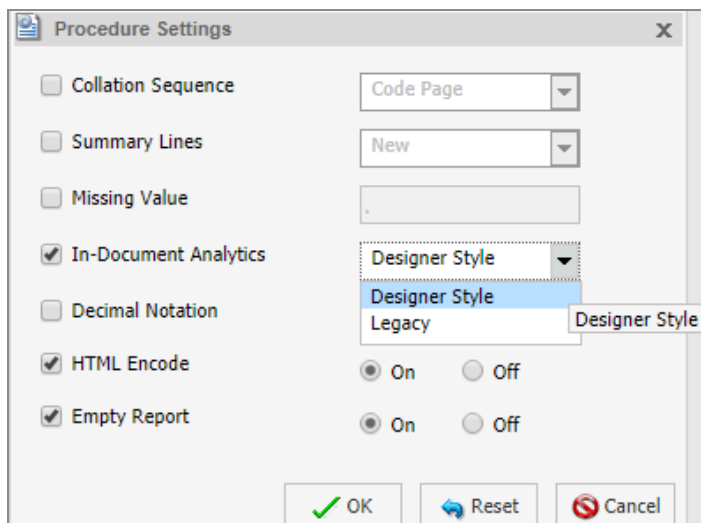 Procedure Settings x
Collation Sequence Code Page
Summary Lines New
Missing Value .
In-Document Analytics Designer Style
Designer Style
Decimal Notation
Legacy
Designer Style
HTML Encode On Off
Empty Report On Off
OK Reset Cancel